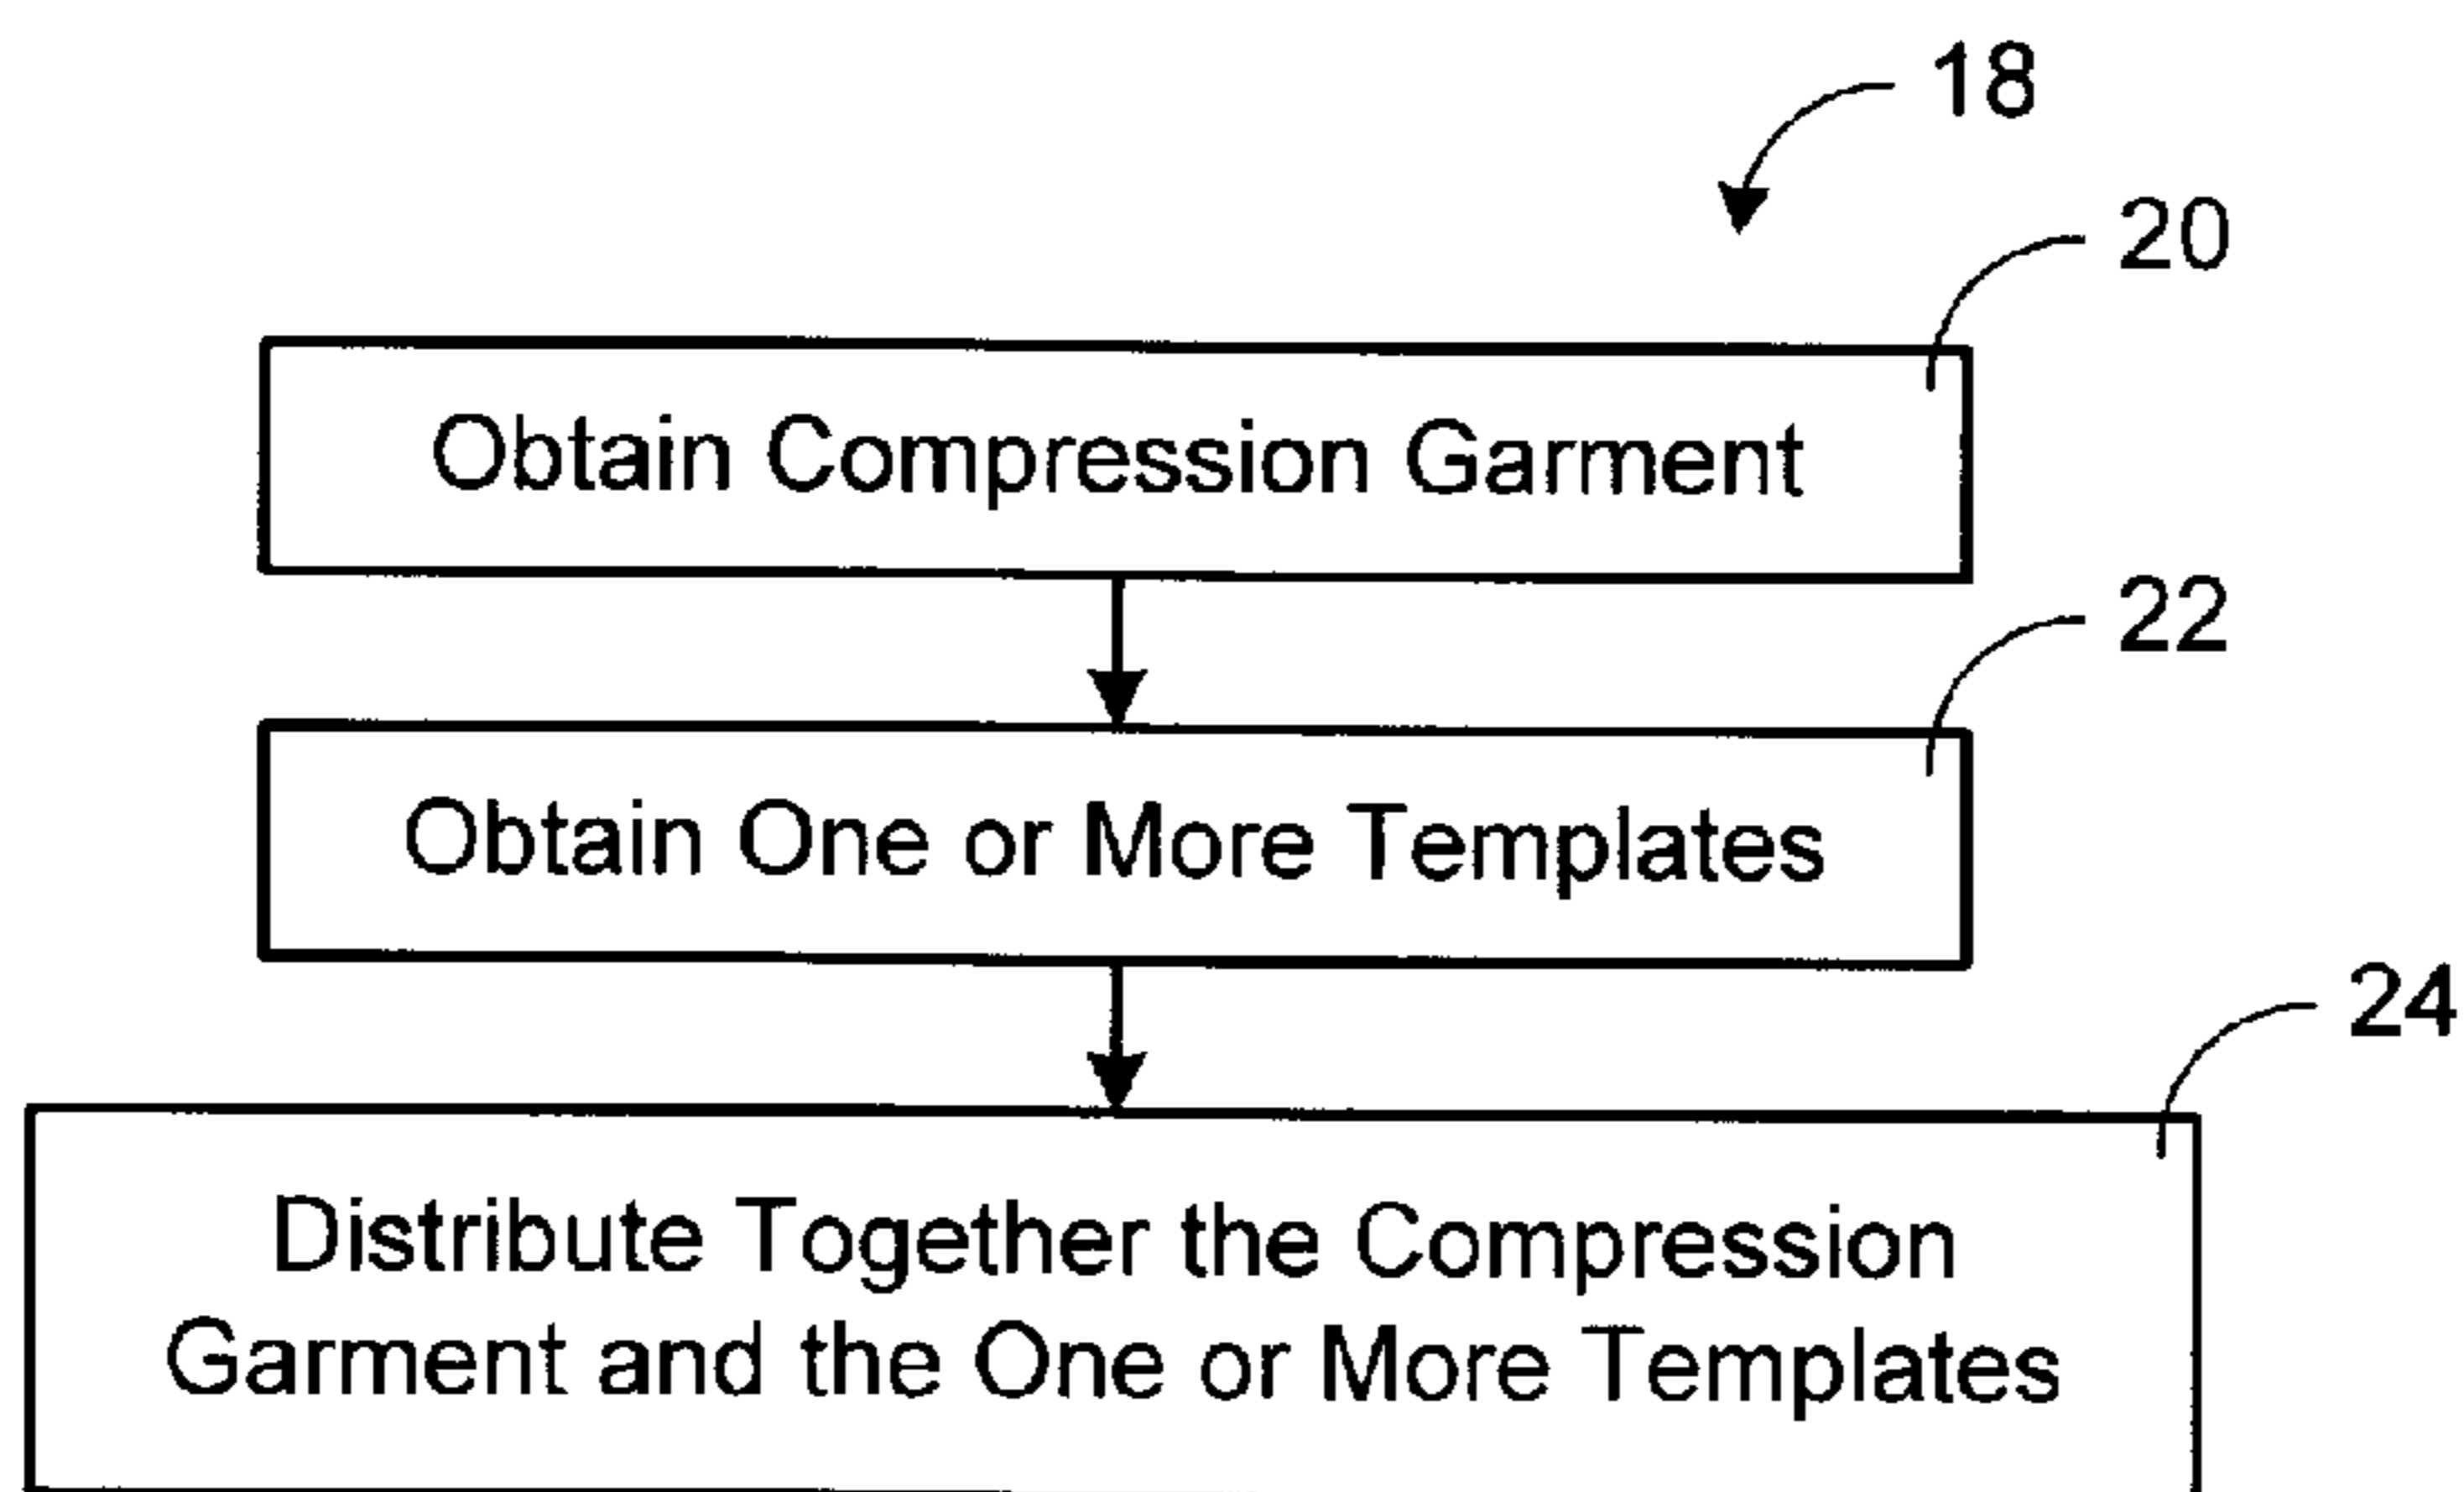 18
20
Obtain Compression Garment
22
Obtain One or More Templates
24
Distribute Together the Compression
Garment and the One or More Templates